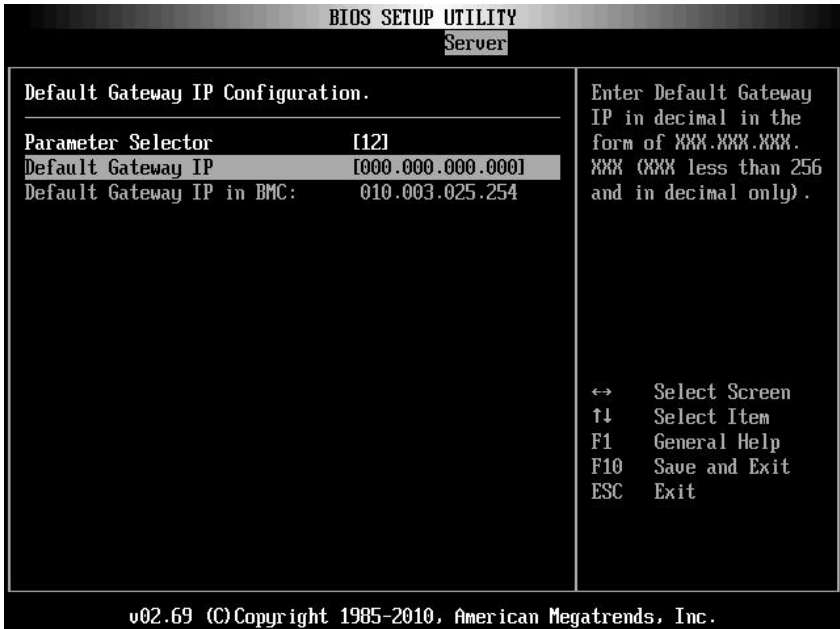 BIOS SETUP UTILITY
Server
Default Gateway IP Configuration.
Parameter Selector [12]
Default Gateway IP [000.000.000.000]
Default Gateway IP in BMC: 010.003.025.254
Enter Default Gateway
IP in decimal in the
form of XXX.XXX.XXX.
XXX (XXX less than 256
and in decimal only).
↔ Select Screen
↑↓ Select Item
F1 General Help
F10 Save and Exit
ESC Exit
v02.69 (C)Copyright 1985-2010, American Megatrends, Inc.